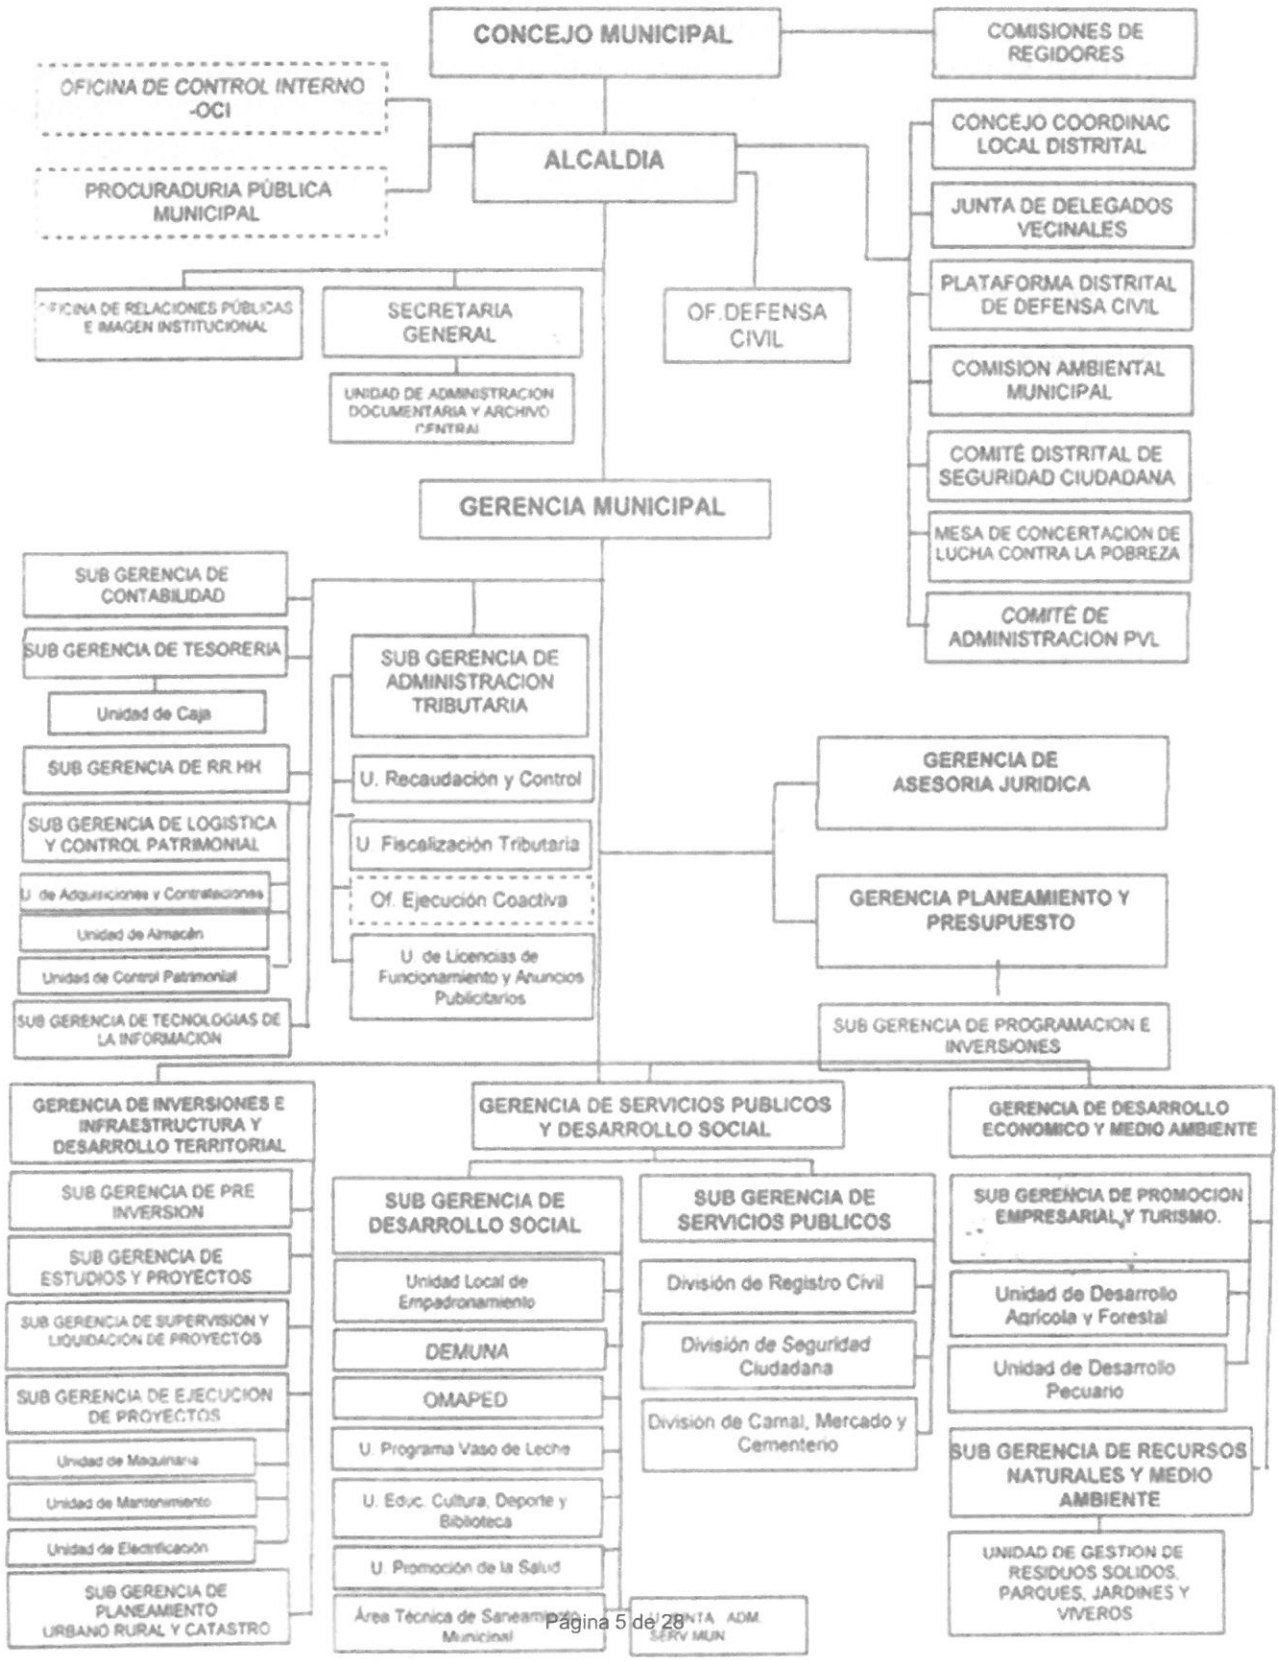 CONCEJO MUNICIPAL
COMISIONES DE
REGIDORES
OFICINA DE CONTROL INTERNO
-OCI
ALCALDIA
PROCURADURIA PÚBLICA
MUNICIPAL
CONCEJO COORDINAC
LOCAL DISTRITAL
JUNTA DE DELEGADOS
VECINALES
PLATAFORMA DISTRITAL
DE DEFENSA CIVIL
COMISION AMBIENTAL
MUNICIPAL
COMITÉ DISTRITAL DE
SEGURIDAD CIUDADANA
MESA DE CONCERTACION DE
LUCHA CONTRA LA POBREZA
COMITÉ DE
ADMINISTRACION PVL
OFICINA DE RELACIONES PÚBLICAS
E IMAGEN INSTITUCIONAL
SECRETARIA
GENERAL
OF. DEFENSA
CIVIL
UNIDAD DE ADMINISTRACION
DOCUMENTARIA Y ARCHIVO
CENTRAL
GERENCIA MUNICIPAL
SUB GERENCIA DE
CONTABILIDAD
SUB GERENCIA DE TESORERIA
Unidad de Caja
SUB GERENCIA DE RR.HH
SUB GERENCIA DE LOGISTICA
Y CONTROL PATRIMONIAL
U. de Adquisiciones y Contrataciones
Unidad de Almacén
Unidad de Control Patrimonial
SUB GERENCIA DE TECNOLOGIAS DE
LA INFORMACION
SUB GERENCIA DE
ADMINISTRACION
TRIBUTARIA
U. Recaudación y Control
U. Fiscalización Tributaria
Of. Ejecución Coactiva
U. de Licencias de
Funcionamiento y Anuncios
Publicitarios
GERENCIA DE
ASESORIA JURIDICA
GERENCIA PLANEAMIENTO Y
PRESUPUESTO
SUB GERENCIA DE PROGRAMACION E
INVERSIONES
GERENCIA DE INVERSIONES E
INFRAESTRUCTURA Y
DESARROLLO TERRITORIAL
SUB GERENCIA DE PRE
INVERSION
SUB GERENCIA DE
ESTUDIOS Y PROYECTOS
SUB GERENCIA DE SUPERVISION Y
LIQUIDACION DE PROYECTOS
SUB GERENCIA DE EJECUCION
DE PROYECTOS
Unidad de Maquinaria
Unidad de Mantenimiento
Unidad de Electrificación
SUB GERENCIA DE
PLANEAMIENTO
URBANO RURAL Y CATASTRO
GERENCIA DE SERVICIOS PUBLICOS
Y DESARROLLO SOCIAL
SUB GERENCIA DE
DESARROLLO SOCIAL
Unidad Local de
Empadronamiento
DEMUNA
OMAPED
U. Programa Vaso de Leche
U. Educ. Cultura, Deporte y
Biblioteca
U. Promoción de la Salud
Área Técnica de Saneamiento
Municipal
SUB GERENCIA DE
SERVICIOS PUBLICOS
División de Registro Civil
División de Seguridad
Ciudadana
División de Camal, Mercado y
Cementerio
ADM.
SERV MUN
Página 5 de 28
GERENCIA DE DESARROLLO
ECONOMICO Y MEDIO AMBIENTE
SUB GERENCIA DE PROMOCION
EMPRESARIAL Y TURISMO.
Unidad de Desarrollo
Agrícola y Forestal
Unidad de Desarrollo
Pecuario
SUB GERENCIA DE RECURSOS
NATURALES Y MEDIO
AMBIENTE
UNIDAD DE GESTION DE
RESIDUOS SOLIDOS,
PARQUES, JARDINES Y
VIVEROS